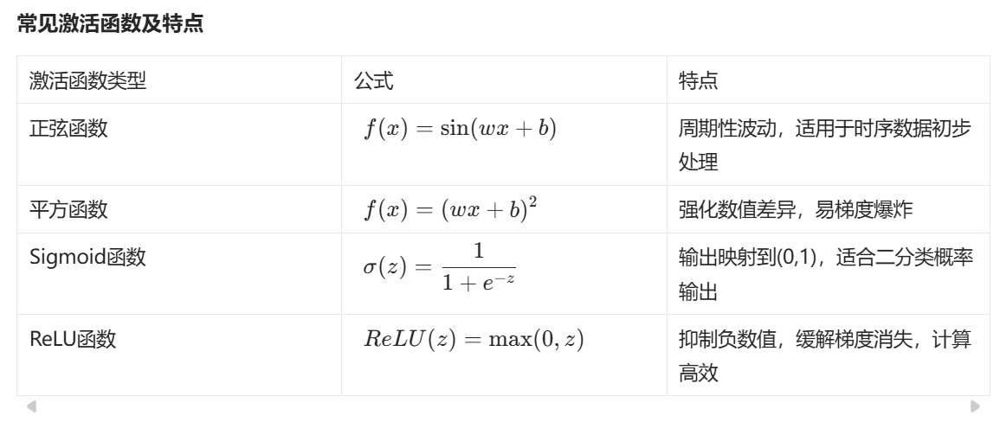 常见激活函数及特点
激活函数类型 公式 特点
正弦函数 f(x) = sin(wx + b) 周期性波动，适用于时序数据初步
处理
平方函数 f(x) = (wx + b)² 强化数值差异，易梯度爆炸
Sigmoid函数 σ(z) = 1 / (1 + e^{-z}) 输出映射到(0,1)，适合二分类概率
输出
ReLU函数 ReLU(z) = max(0, z) 抑制负数值，缓解梯度消失，计算
高效